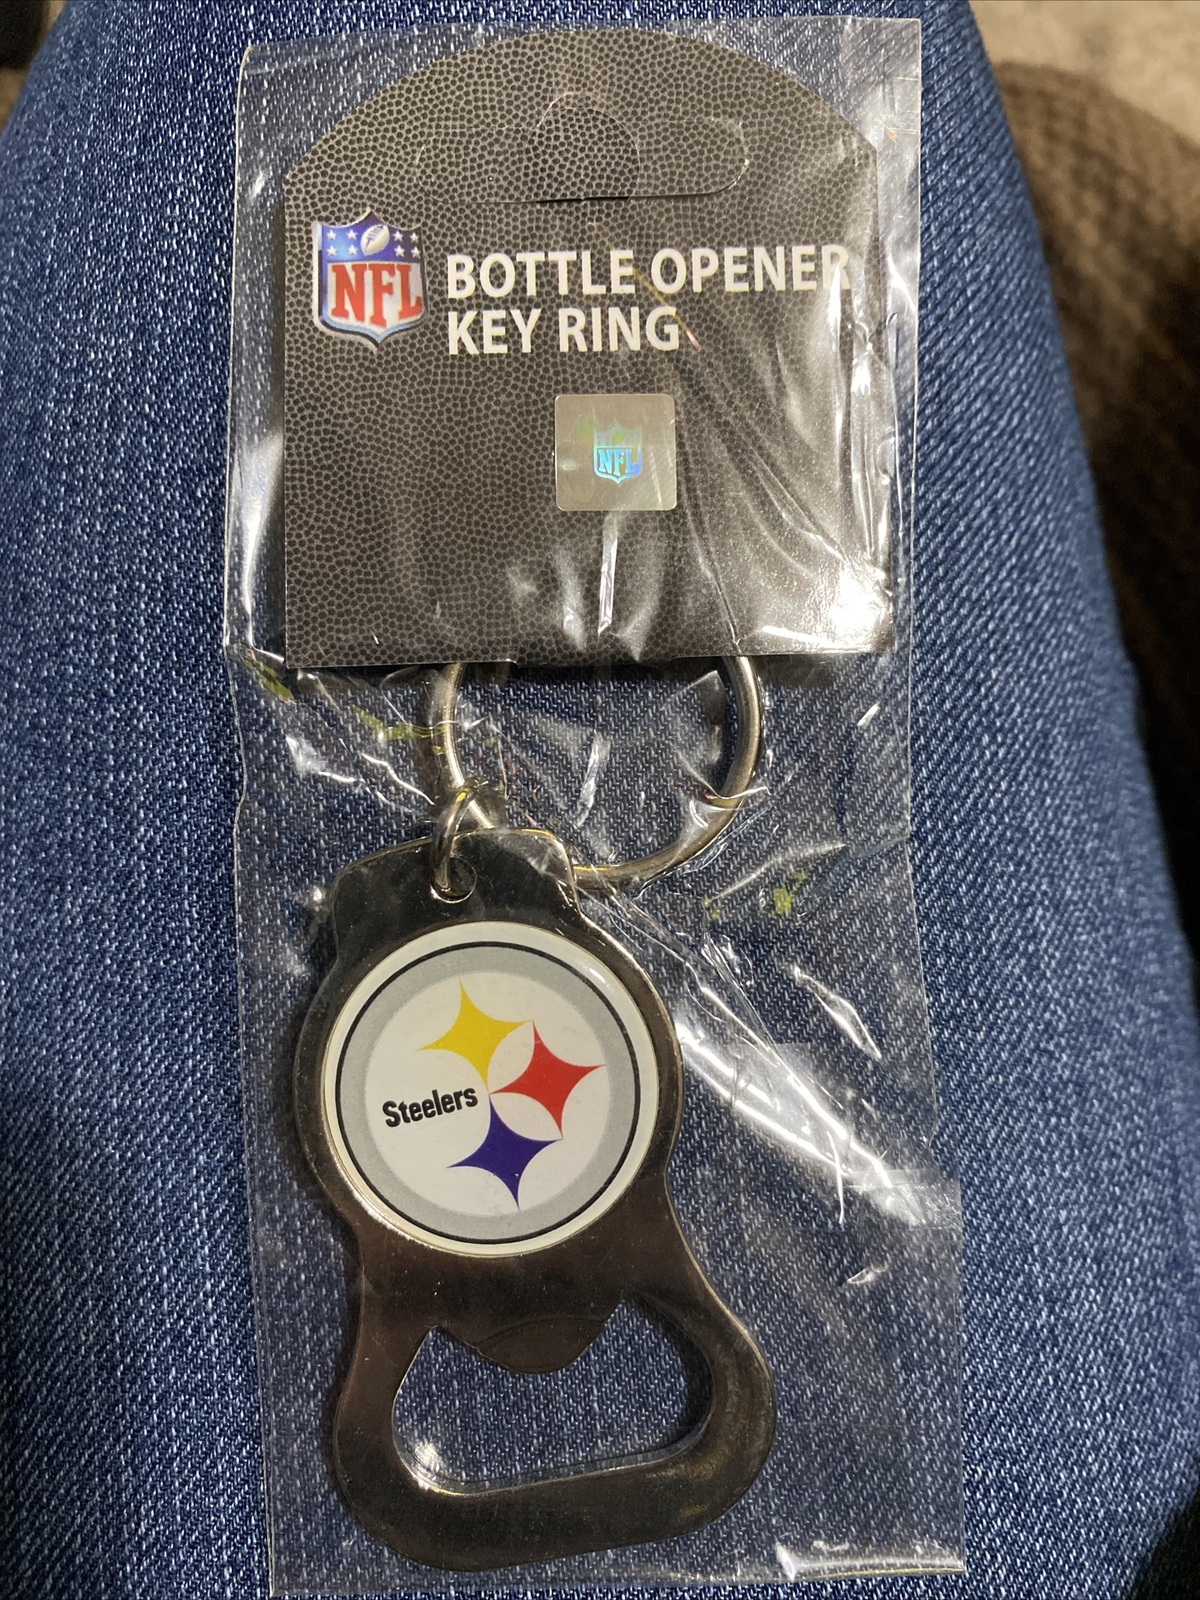 NFL
BOTTLE OPENER
KEY RING
NFL
Steelers